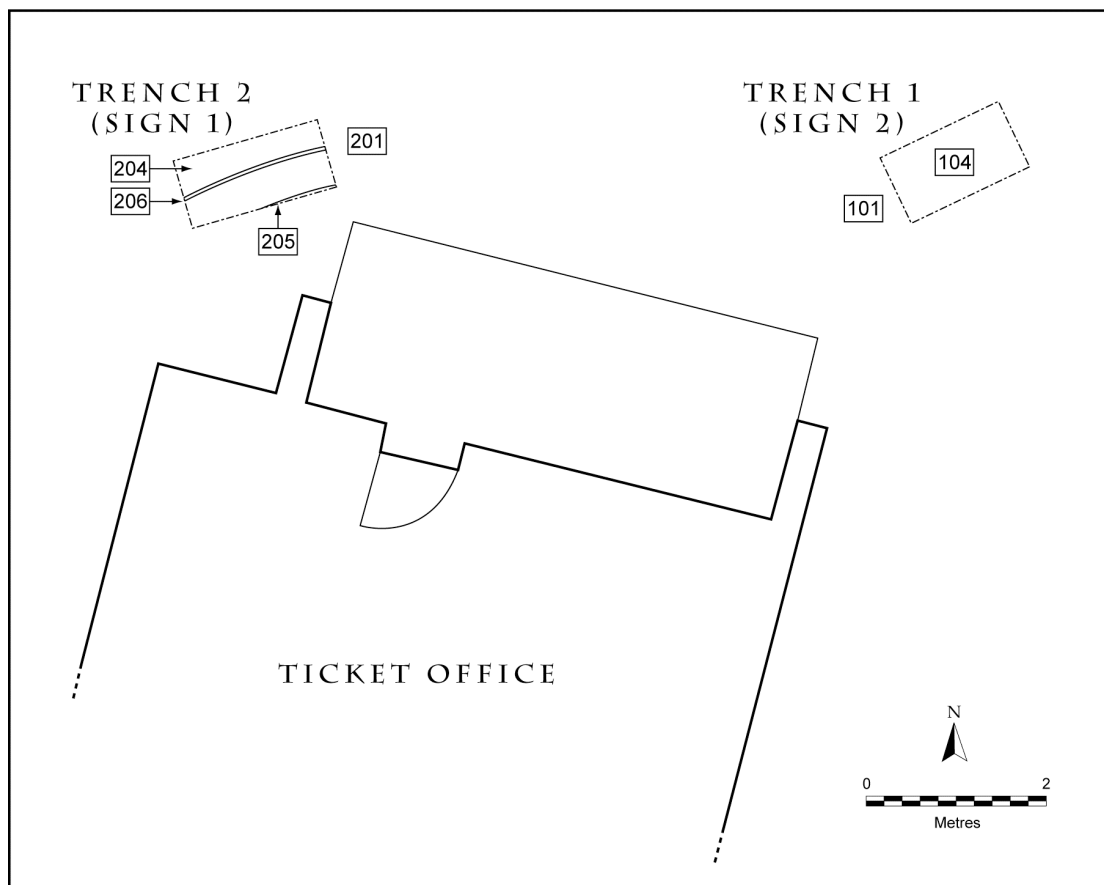 TRENCH 2
(SIGN 1)
201
204
206
205
TRENCH 1
(SIGN 2)
104
101
TICKET OFFICE
N
0 2
Metres